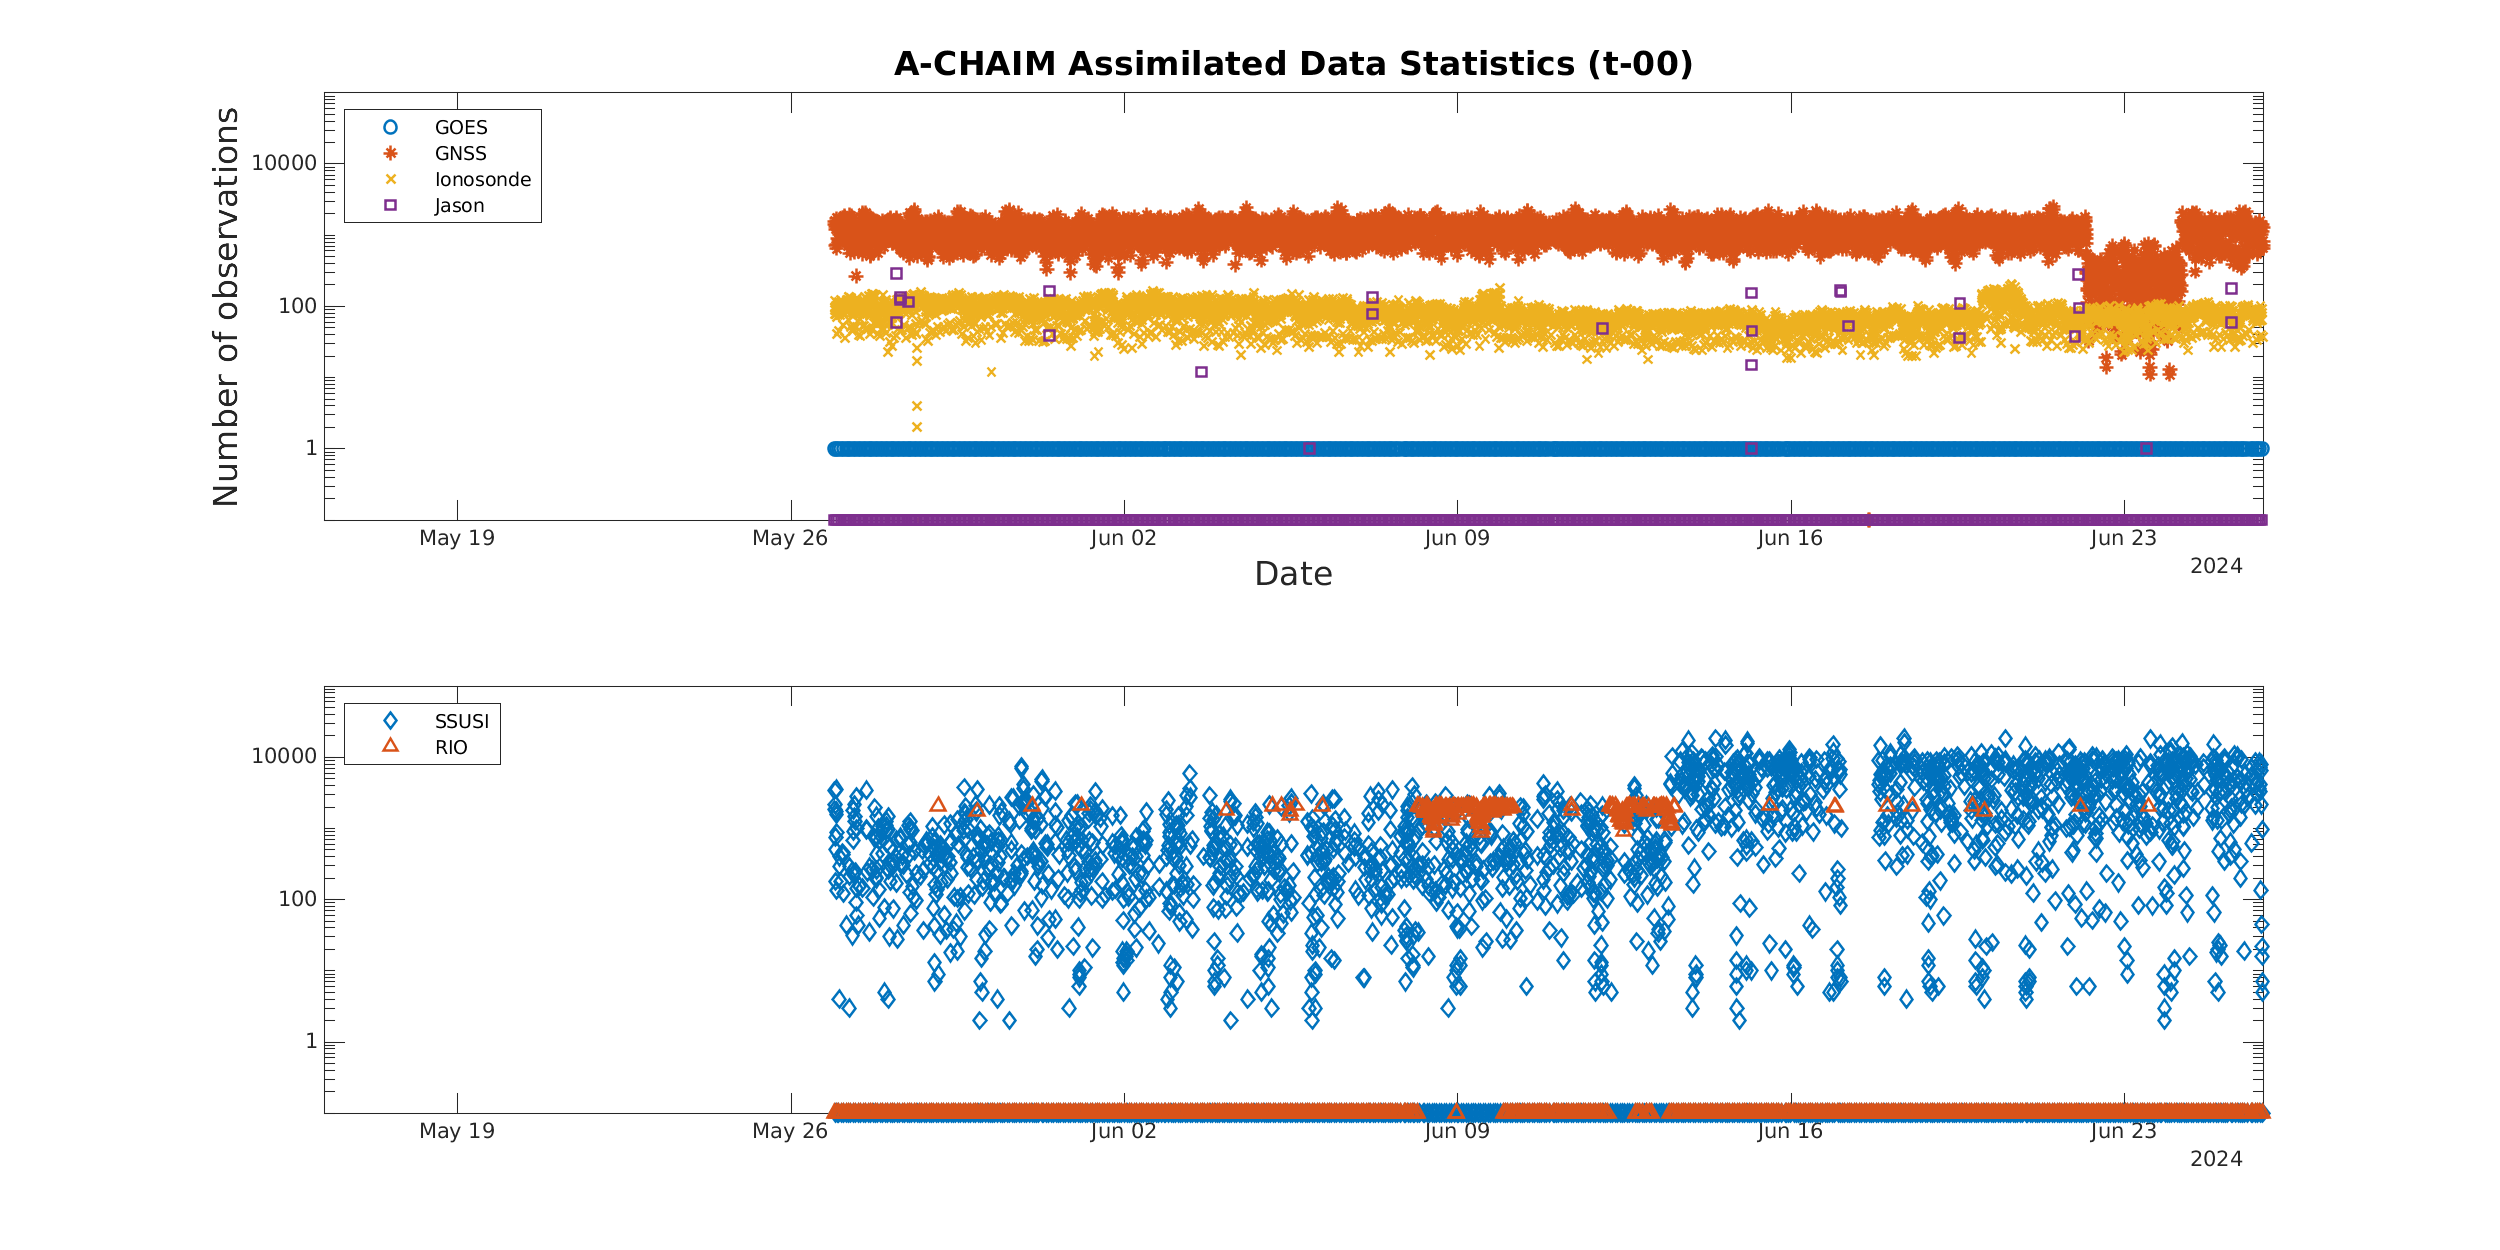 A-CHAIM Assimilated Data Statistics (t-00)
GOES
GNSS
Ionosonde
Jason
Number of observations
10000
100
1
May 19
May 26
Jun 02
Jun 09
Jun 16
Jun 23
2024
Date
SSUSI
RIO
10000
100
1
May 19
May 26
Jun 02
Jun 09
Jun 16
Jun 23
2024